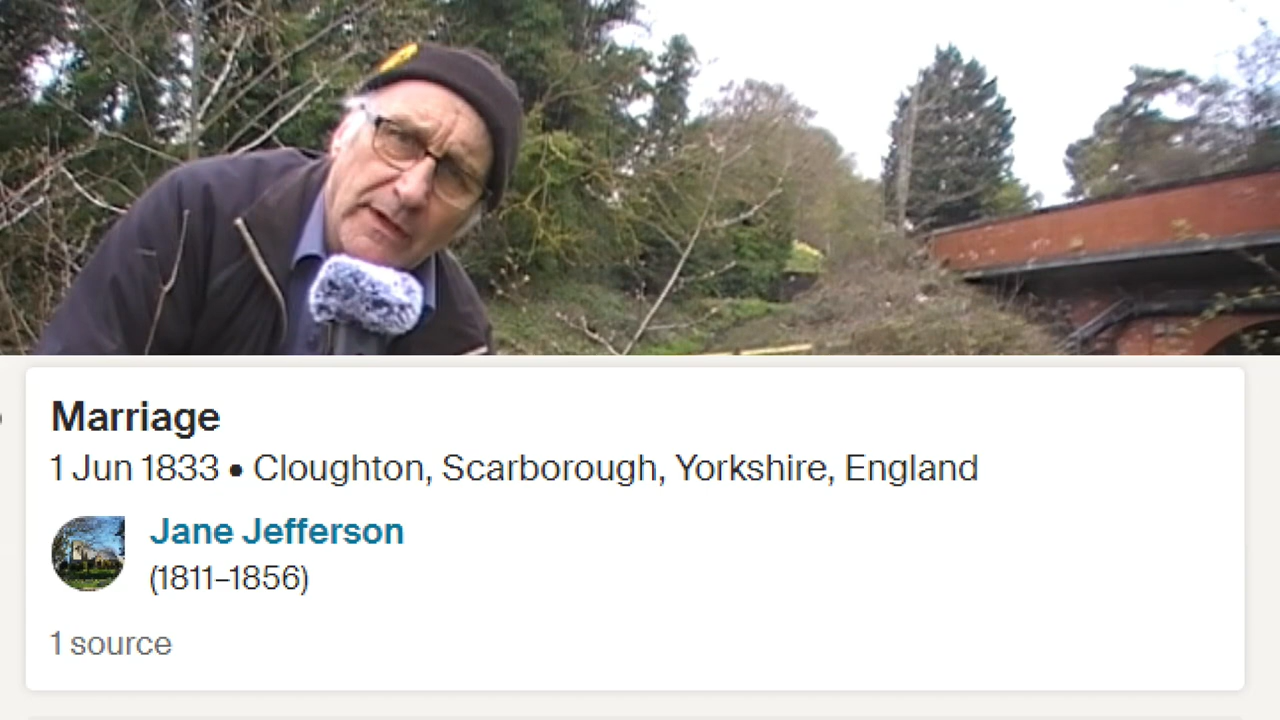 Marriage
1 Jun 1833 • Cloughton, Scarborough, Yorkshire, England
Jane Jefferson
(1811–1856)
1 source